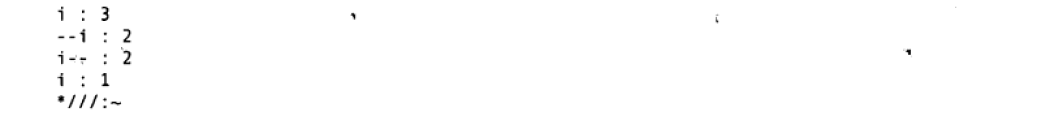 i : 3
--i : 2
i-- : 2
i : 1
*///:~